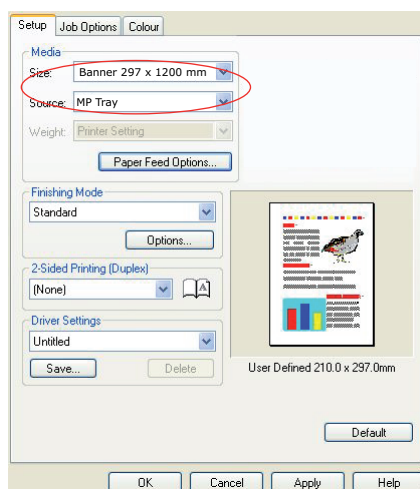 Setup Job Options Colour
Media
Size: Banner 297 x 1200 mm
Source: MP Tray
Weight: Printer Setting
Paper Feed Options...
Finishing Mode
Standard
Options...
2-Sided Printing (Duplex)
(None)
A
Driver Settings
Untitled
Save... Delete
User Defined 210.0 x 297.0mm
Default
OK Cancel Apply Help